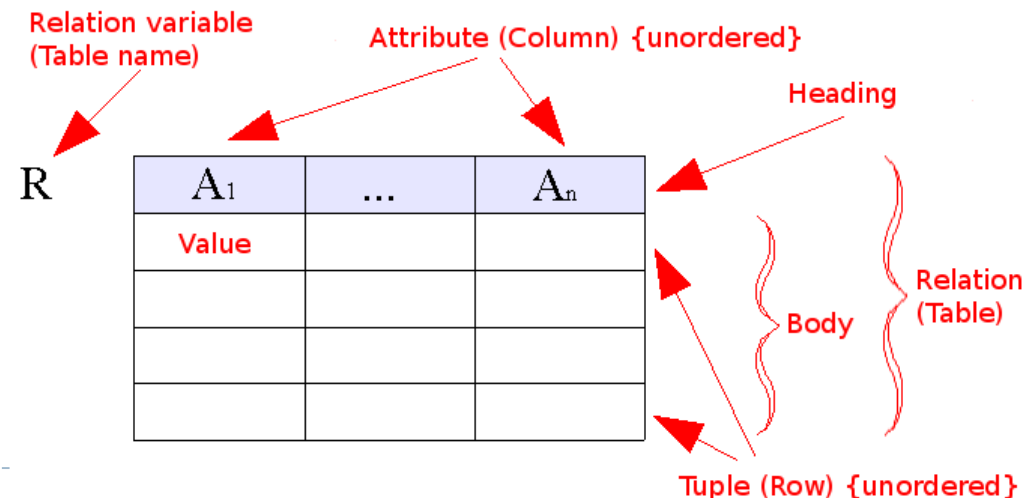 Relation variable
(Table name)
Attribute (Column) {unordered}
Heading
R
A1
...
An
Value
Relation
(Table)
Body
Tuple (Row) {unordered}